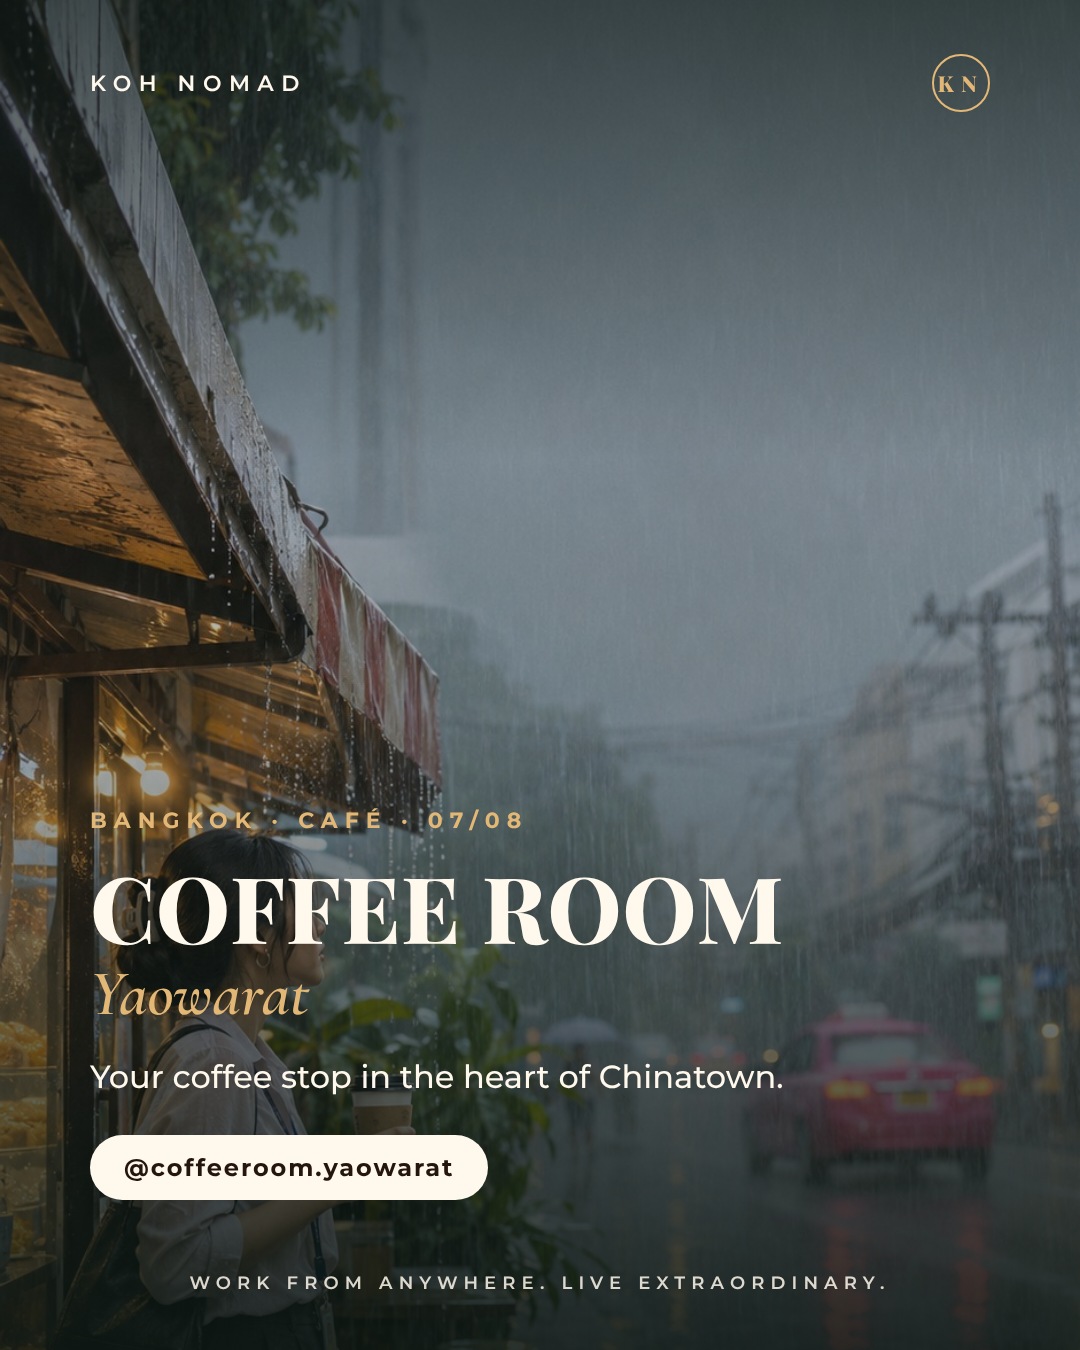 KOH NOMAD
KN
BANGKOK · CAFÉ · 07/08
COFFEE ROOM
Yaowarat
Your coffee stop in the heart of Chinatown.
@coffeeroom.yaowarat
WORK FROM ANYWHERE. LIVE EXTRAORDINARY.